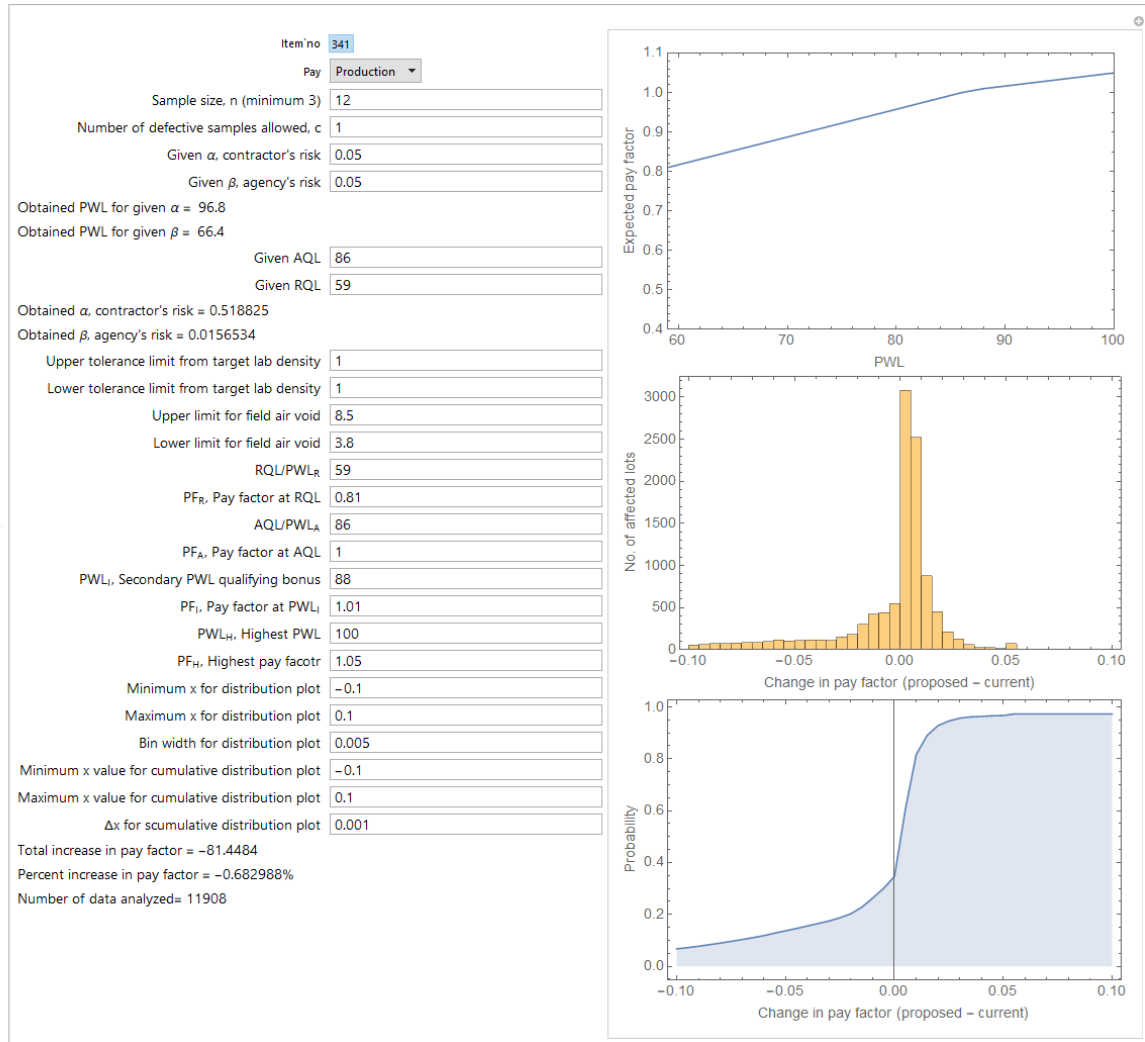 Item`no 341
Pay Production
Sample size, n (minimum 3) 12
Number of defective samples allowed, c 1
Given α, contractor's risk 0.05
Given β, agency's risk 0.05
Obtained PWL for given α = 96.8
Obtained PWL for given β = 66.4
Given AQL 86
Given RQL 59
Obtained α, contractor's risk = 0.518825
Obtained β, agency's risk = 0.0156534
Upper tolerance limit from target lab density 1
Lower tolerance limit from target lab density 1
Upper limit for field air void 8.5
Lower limit for field air void 3.8
RQL/PWLR 59
PFR, Pay factor at RQL 0.81
AQL/PWLA 86
PFA, Pay factor at AQL 1
PWLI, Secondary PWL qualifying bonus 88
PFI, Pay factor at PWLI 1.01
PWLH, Highest PWL 100
PFH, Highest pay facotr 1.05
Minimum x for distribution plot −0.1
Maximum x for distribution plot 0.1
Bin width for distribution plot 0.005
Minimum x value for cumulative distribution plot −0.1
Maximum x value for cumulative distribution plot 0.1
Δx for scumulative distribution plot 0.001
Total increase in pay factor = −81.4484
Percent increase in pay factor = −0.682988%
Number of data analyzed= 11908
Expected pay factor
1.1
1.0
0.9
0.8
0.7
0.6
0.5
0.4
60 70 80 90 100
PWL
No. of affected lots
3000
2500
2000
1500
1000
500
0
−0.10 −0.05 0.00 0.05 0.10
Change in pay factor (proposed − current)
Probability
1.0
0.8
0.6
0.4
0.2
0.0
−0.10 −0.05 0.00 0.05 0.10
Change in pay factor (proposed − current)